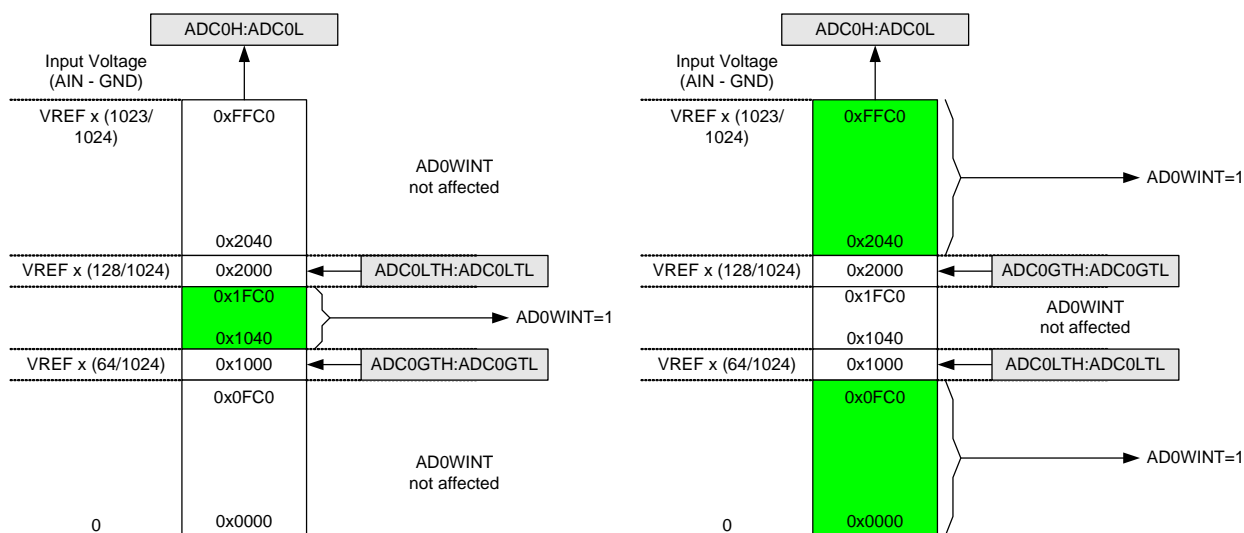 ADC0H:ADC0L
Input Voltage
(AIN - GND)
VREF x (1023/
1024)
0xFFC0
AD0WINT
not affected
0x2040
VREF x (128/1024)
0x2000
ADC0LTH:ADC0LTL
0x1FC0
AD0WINT=1
0x1040
VREF x (64/1024)
0x1000
ADC0GTH:ADC0GTL
0x0FC0
AD0WINT
not affected
0
0x0000
ADC0H:ADC0L
Input Voltage
(AIN - GND)
VREF x (1023/
1024)
0xFFC0
AD0WINT=1
0x2040
VREF x (128/1024)
0x2000
ADC0GTH:ADC0GTL
0x1FC0
AD0WINT
not affected
0x1040
VREF x (64/1024)
0x1000
ADC0LTH:ADC0LTL
0x0FC0
AD0WINT=1
0
0x0000